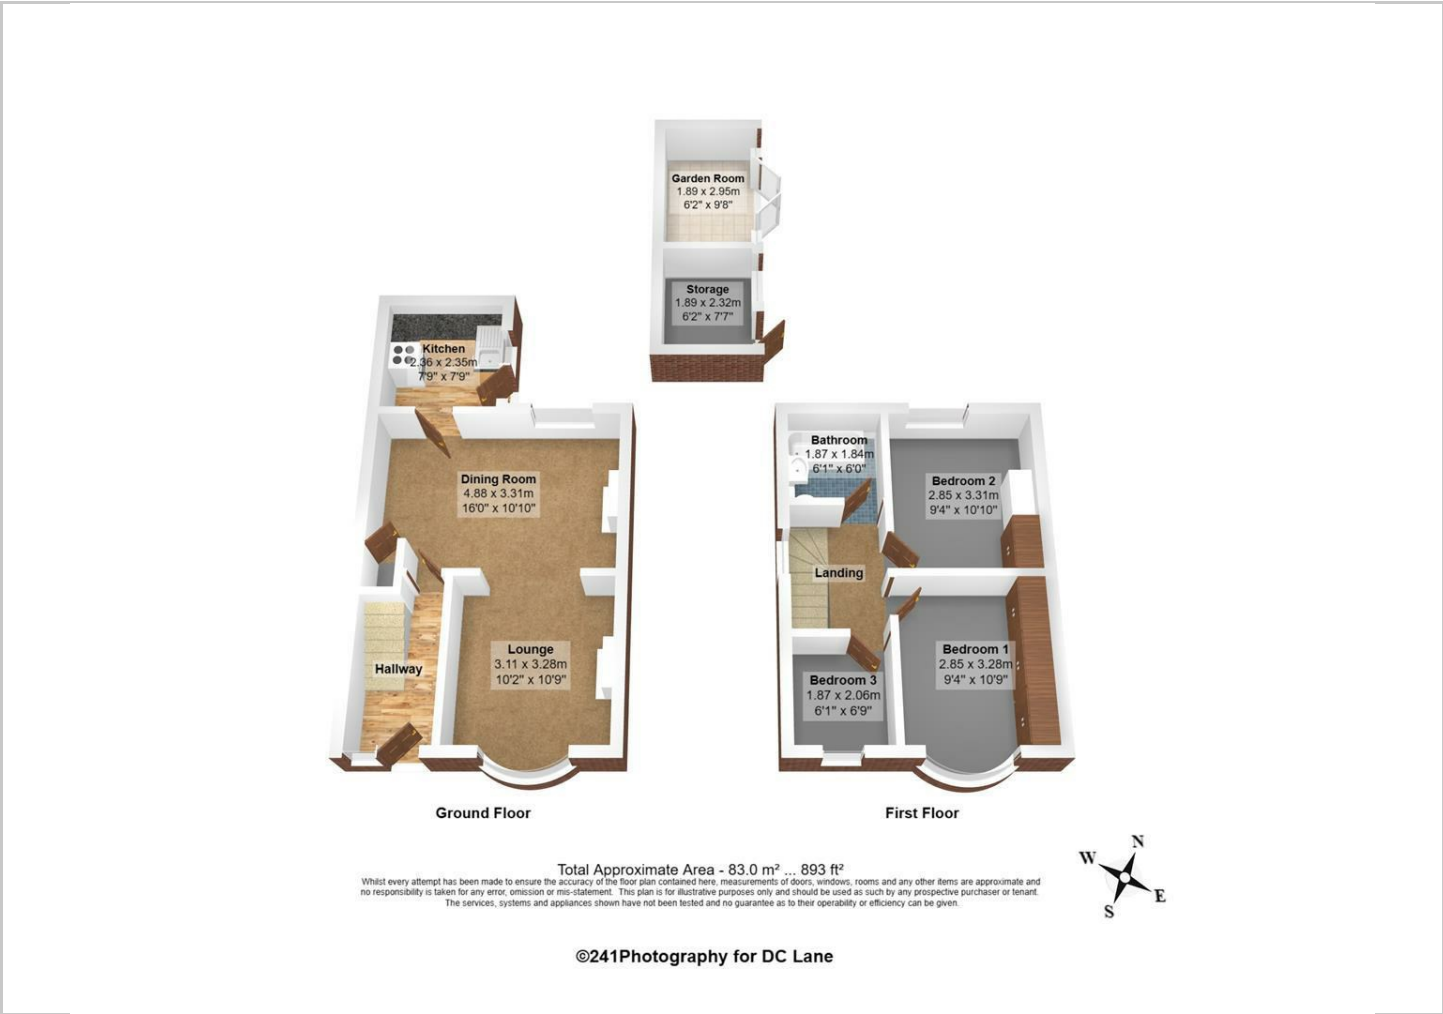 Garden Room
1.89 x 2.95m
6'2" x 9'8"
Storage
1.89 x 2.32m
6'2" x 7'7"
Kitchen
2.36 x 2.35m
7'9" x 7'9"
Dining Room
4.88 x 3.31m
16'0" x 10'10"
Lounge
3.11 x 3.28m
10'2" x 10'9"
Hallway
Ground Floor
Bathroom
1.87 x 1.84m
6'1" x 6'0"
Bedroom 2
2.85 x 3.31m
9'4" x 10'10"
Landing
Bedroom 1
2.85 x 3.28m
9'4" x 10'9"
Bedroom 3
1.87 x 2.06m
6'1" x 6'9"
First Floor
N
W
E
S
Total Approximate Area - 83.0 m² ... 893 ft²
Whilst every attempt has been made to ensure the accuracy of the floor plan contained here, measurements of doors, windows, rooms and any other items are approximate and
no responsibility is taken for any error, omission or mis-statement. This plan is for illustrative purposes only and should be used as such by any prospective purchaser or tenant.
The services, systems and appliances shown have not been tested and no guarantee as to their operability or efficiency can be given.
©241Photography for DC Lane